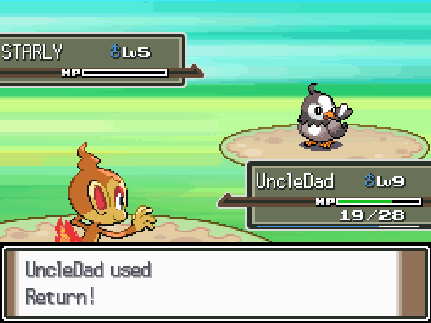 STARLY ♂Lv5
HP
UncleDad ♂Lv9
HP
19/28
UncleDad used
Return!